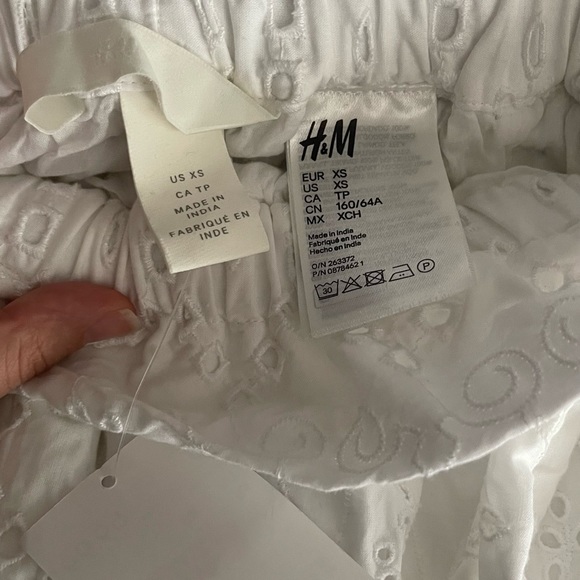 US XS
CA TP
MADE IN
INDIA
FABRIQUÉ EN
INDE
H&M
EUR XS
US XS
CA TP
CN 160/64A
MX XCH
Made in India
Fabriqué en Inde
Hecho en India
O/N 263372
P/N 0878462 1
30
P